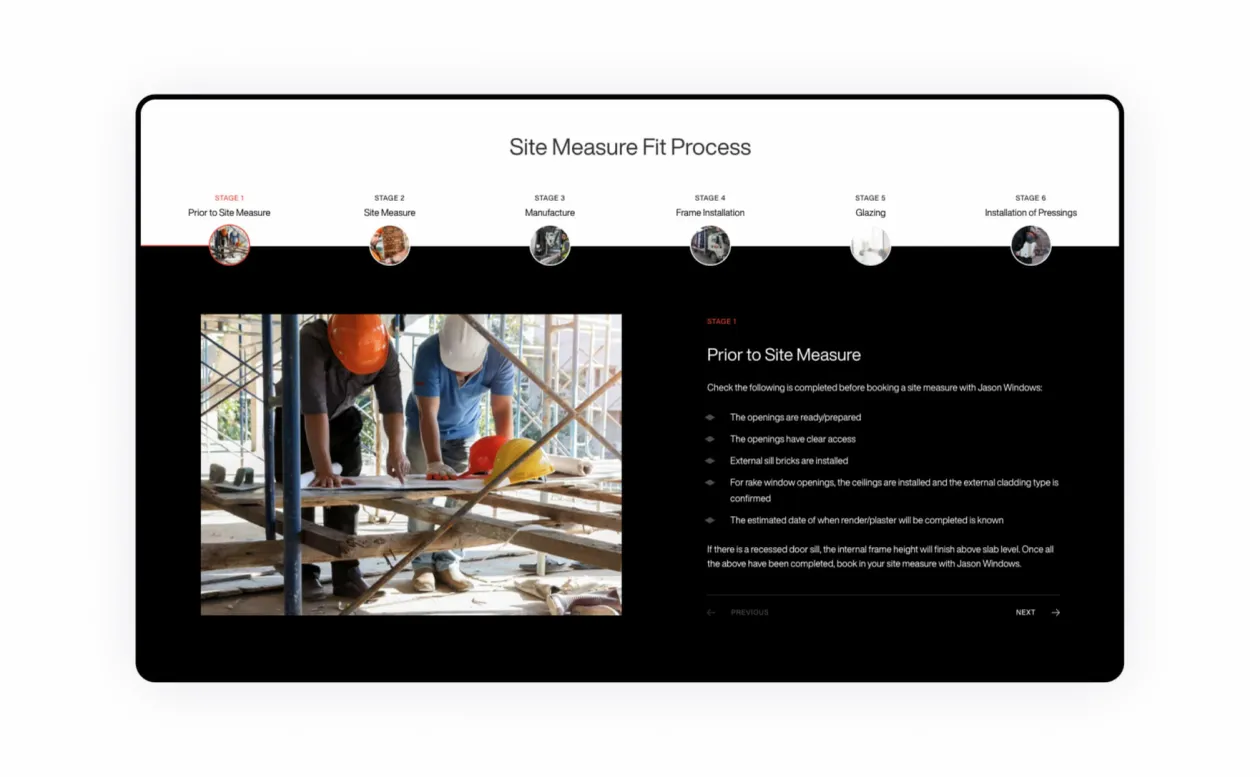 Site Measure Fit Process
STAGE 1
Prior to Site Measure
STAGE 2
Site Measure
STAGE 3
Manufacture
STAGE 4
Frame Installation
STAGE 5
Glazing
STAGE 6
Installation of Pressings
STAGE 1
Prior to Site Measure
Check the following is completed before booking a site measure with Jason Windows:
The openings are ready/prepared
The openings have clear access
External sill bricks are installed
For rake window openings, the ceilings are installed and the external cladding type is
confirmed
The estimated date of when render/plaster will be completed is known
If there is a recessed door sill, the internal frame height will finish above slab level. Once all
the above have been completed, book in your site measure with Jason Windows.
PREVIOUS
NEXT